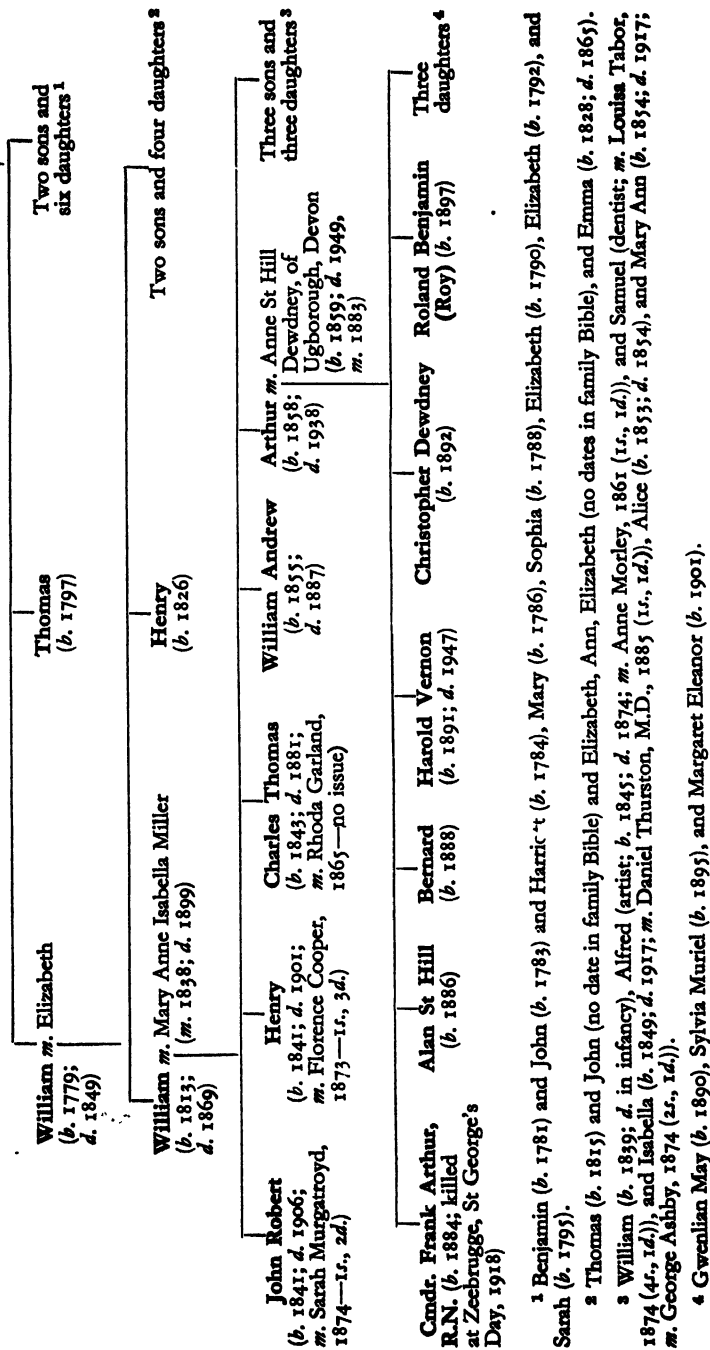 William m. Elizabeth
(b. 1779;
d. 1849)
Thomas
(b. 1797)
Two sons and
six daughters 1
William m. Mary Anne Isabella Miller
(b. 1813;
d. 1869)
(m. 1838; d. 1899)
Henry
(b. 1826)
Two sons and four daughters 2
John Robert
(b. 1841; d. 1906;
m. Sarah Murgatroyd,
1874—1s., 2d.)
Henry
(b. 1841; d. 1901;
m. Florence Cooper,
1873—1s., 3d.)
Charles Thomas
(b. 1843; d. 1881;
m. Rhoda Garland,
1865—no issue)
William Andrew
(b. 1855;
d. 1887)
Arthur m. Anne St Hill
(b. 1858;
d. 1938)
Dewdney, of
Ugborough, Devon
(b. 1859; d. 1949,
m. 1883)
Three sons and
three daughters 3
Cmdr. Frank Arthur,
R.N. (b. 1884; killed
at Zeebrugge, St George's
Day, 1918)
Alan St Hill
(b. 1886)
Bernard
(b. 1888)
Harold Vernon
(b. 1891; d. 1947)
Christopher Dewdney
(b. 1892)
Roland Benjamin
(Roy) (b. 1897)
Three
daughters 4
1 Benjamin (b. 1781) and John (b. 1783) and Harriet (b. 1784), Mary (b. 1786), Sophia (b. 1788), Elizabeth (b. 1790), Elizabeth (b. 1792), and
Sarah (b. 1795).
2 Thomas (b. 1815) and John (no date in family Bible) and Elizabeth, Ann, Elizabeth (no dates in family Bible), and Emma (b. 1828; d. 1865).
3 William (b. 1839; d. in infancy), Alfred (artist; b. 1845; d. 1874; m. Anne Morley, 1861 (1s., 1d.)), and Samuel (dentist; m. Louisa Tabor,
1874 (4s., 1d.)), and Isabella (b. 1849; d. 1917; m. Daniel Thurston, M.D., 1885 (1s., 1d.)), Alice (b. 1853; d. 1854), and Mary Ann (b. 1854; d. 1917;
m. George Ashby, 1874 (2s., 1d.)).
4 Gwenlian May (b. 1890), Sylvia Muriel (b. 1895), and Margaret Eleanor (b. 1901).